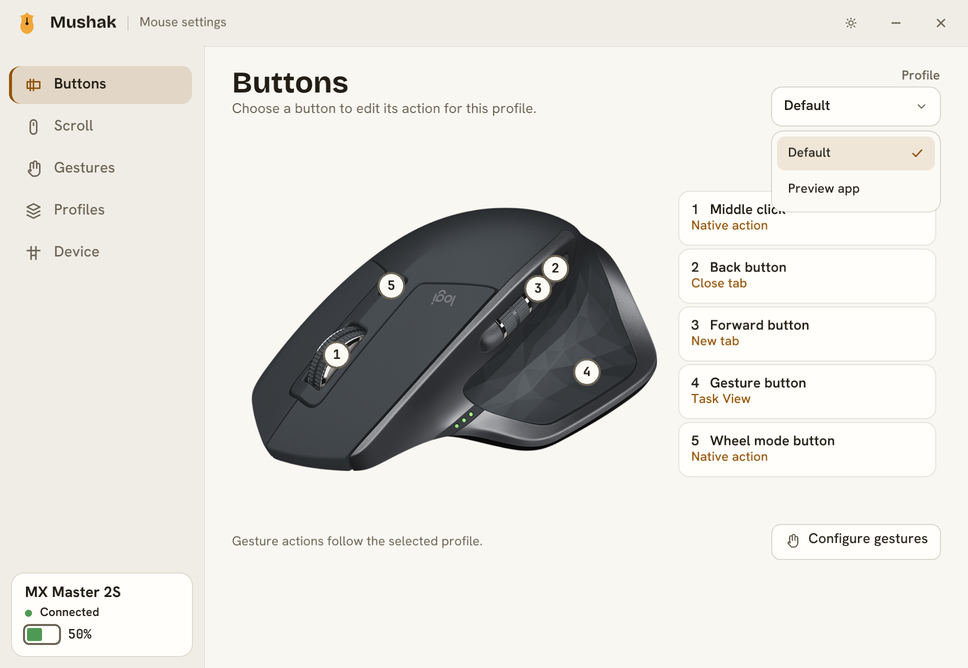 Mushak
Mouse settings
Buttons
Scroll
Gestures
Profiles
Device
MX Master 2S
Connected
50%
Buttons
Choose a button to edit its action for this profile.
Profile
Default
Default
Preview app
1 Middle click
Native action
2 Back button
Close tab
3 Forward button
New tab
4 Gesture button
Task View
5 Wheel mode button
Native action
logi
5
2
3
1
4
Gesture actions follow the selected profile.
Configure gestures